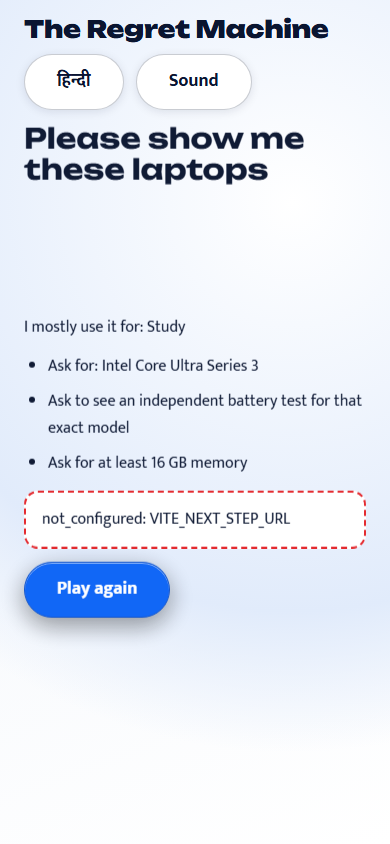 The Regret Machine
हिन्दी
Sound
Please show me
these laptops
I mostly use it for: Study
Ask for: Intel Core Ultra Series 3
Ask to see an independent battery test for that
exact model
Ask for at least 16 GB memory
not_configured: VITE_NEXT_STEP_URL
Play again